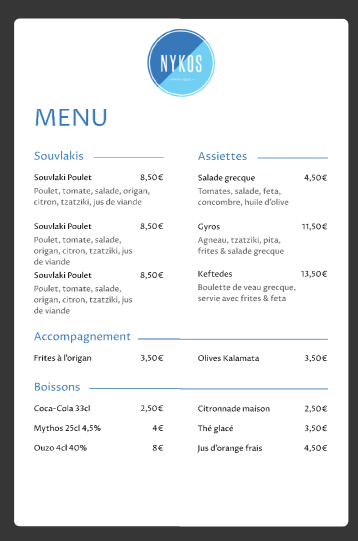 NYKOS
MENU
Souvlakis
Souvlaki Poulet 8,50€
Poulet, tomate, salade, origan,
citron, tzatziki, jus de viande
Souvlaki Poulet 8,50€
Poulet, tomate, salade,
origan, citron, tzatziki, jus
de viande
Souvlaki Poulet 8,50€
Poulet, tomate, salade,
origan, citron, tzatziki, jus
de viande
Assiettes
Salade grecque 4,50€
Tomates, salade, feta,
concombre, huile d'olive
Gyros 11,50€
Agneau, tzatziki, pita,
frites & salade grecque
Keftedes 13,50€
Boulette de veau grecque,
servie avec frites & feta
Accompagnement
Frites à l'origan 3,50€
Olives Kalamata 3,50€
Boissons
Coca-Cola 33cl 2,50€
Mythos 25cl 4,5% 4€
Ouzo 4cl 40% 8€
Citronnade maison 2,50€
Thé glacé 3,50€
Jus d'orange frais 4,50€